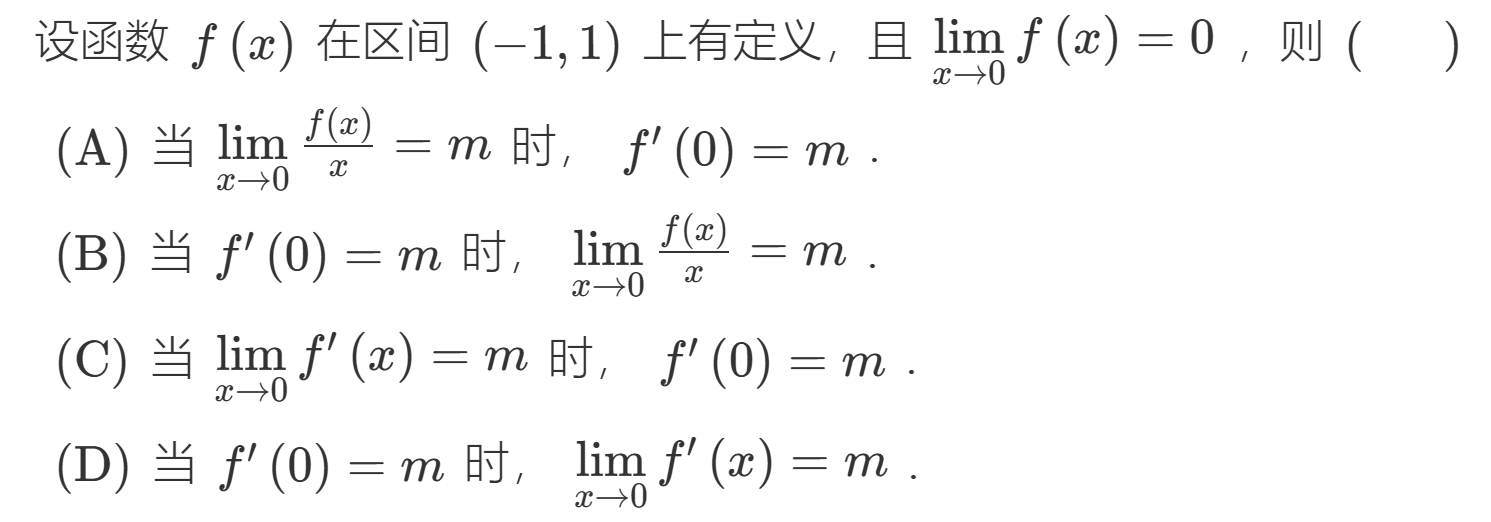 设函数 f (x) 在区间 (−1, 1) 上有定义, 且 lim_{x→0} f (x) = 0 , 则 (    )
(A) 当 lim_{x→0} f(x)/x = m 时, f′ (0) = m .
(B) 当 f′ (0) = m 时, lim_{x→0} f(x)/x = m .
(C) 当 lim_{x→0} f′ (x) = m 时, f′ (0) = m .
(D) 当 f′ (0) = m 时, lim_{x→0} f′ (x) = m .